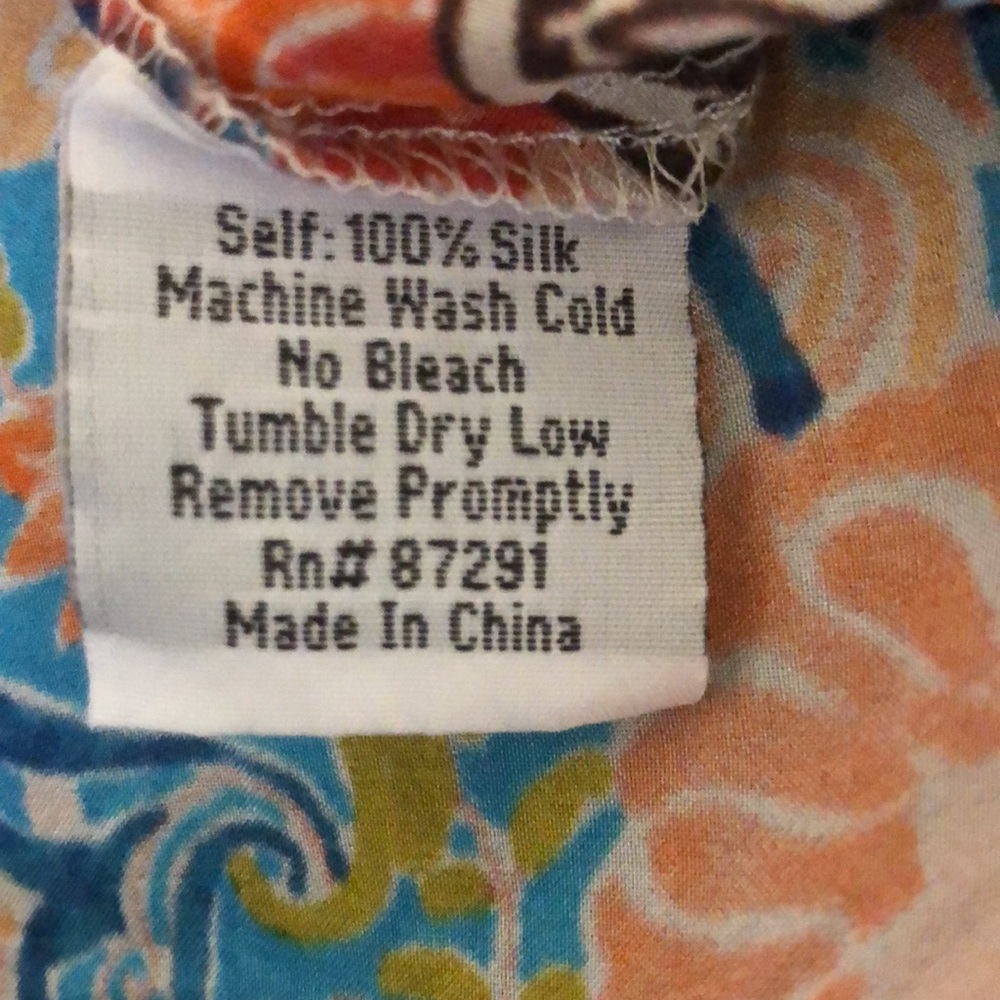 Self: 100% Silk
Machine Wash Cold
No Bleach
Tumble Dry Low
Remove Promptly
Rn# 87291
Made In China